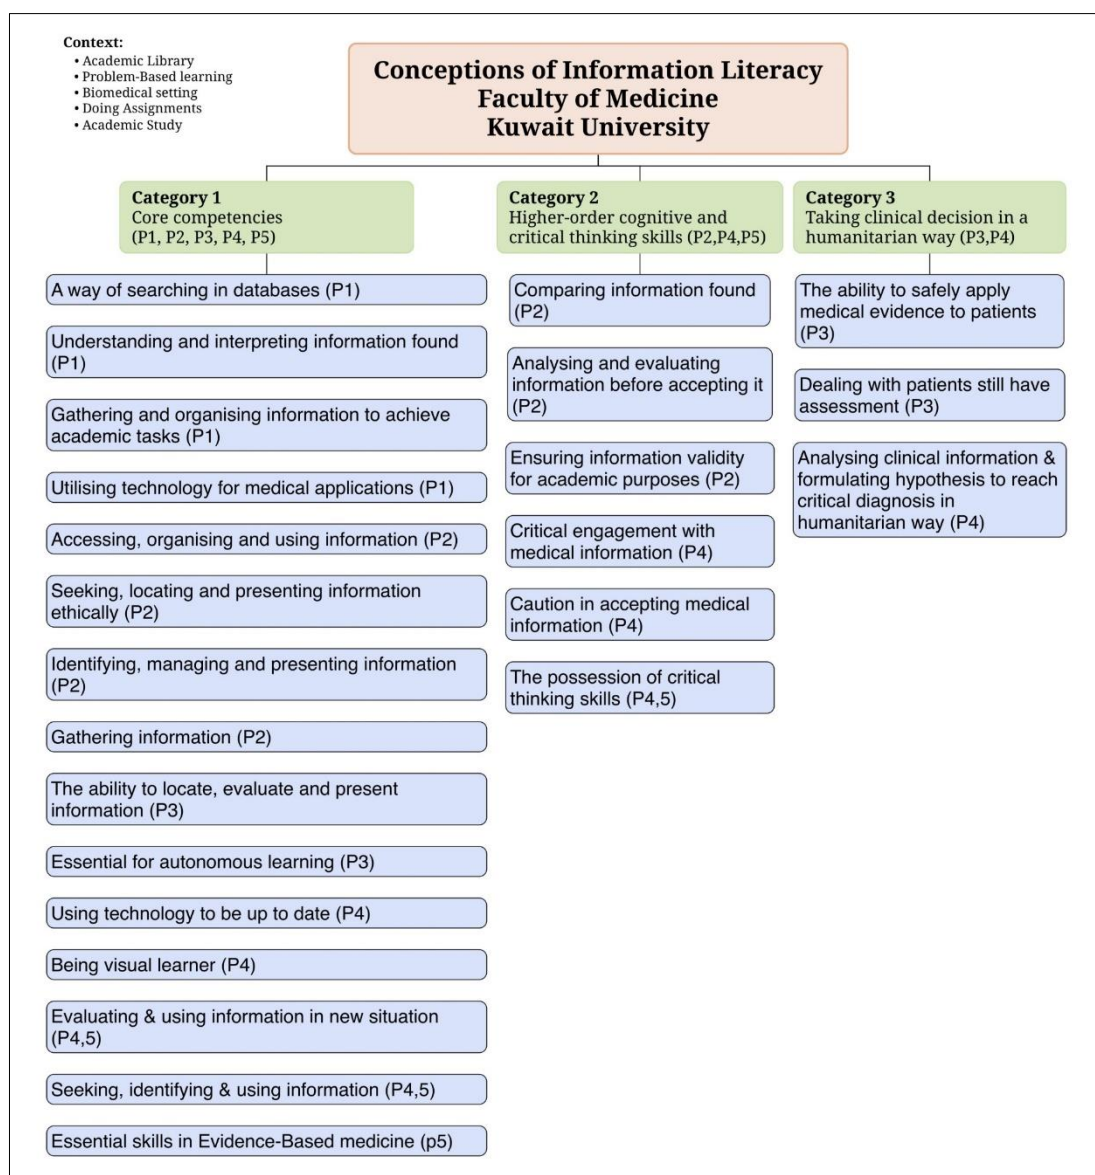 Context:
• Academic Library
• Problem-Based learning
• Biomedical setting
• Doing Assignments
• Academic Study
Conceptions of Information Literacy
Faculty of Medicine
Kuwait University
Category 1
Core competencies
(P1, P2, P3, P4, P5)
A way of searching in databases (P1)
Understanding and interpreting information found
(P1)
Gathering and organising information to achieve
academic tasks (P1)
Utilising technology for medical applications (P1)
Accessing, organising and using information (P2)
Seeking, locating and presenting information
ethically (P2)
Identifying, managing and presenting information
(P2)
Gathering information (P2)
The ability to locate, evaluate and present
information (P3)
Essential for autonomous learning (P3)
Using technology to be up to date (P4)
Being visual learner (P4)
Evaluating & using information in new situation
(P4,5)
Seeking, identifying & using information (P4,5)
Essential skills in Evidence-Based medicine (p5)
Category 2
Higher-order cognitive and
critical thinking skills (P2,P4,P5)
Comparing information found
(P2)
Analysing and evaluating
information before accepting it
(P2)
Ensuring information validity
for academic purposes (P2)
Critical engagement with
medical information (P4)
Caution in accepting medical
information (P4)
The possession of critical
thinking skills (P4,5)
Category 3
Taking clinical decision in a
humanitarian way (P3,P4)
The ability to safely apply
medical evidence to patients
(P3)
Dealing with patients still have
assessment (P3)
Analysing clinical information &
formulating hypothesis to reach
critical diagnosis in
humanitarian way (P4)